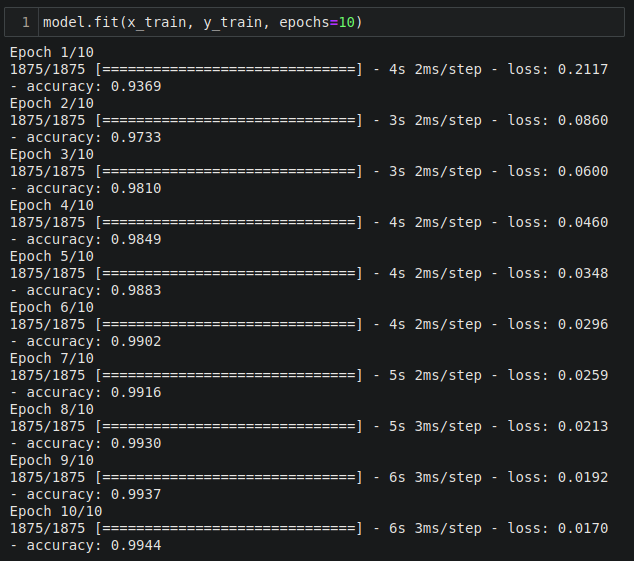 1 model.fit(x_train, y_train, epochs=10)
Epoch 1/10
1875/1875 [==============================] - 4s 2ms/step - loss: 0.2117
- accuracy: 0.9369
Epoch 2/10
1875/1875 [==============================] - 3s 2ms/step - loss: 0.0860
- accuracy: 0.9733
Epoch 3/10
1875/1875 [==============================] - 3s 2ms/step - loss: 0.0600
- accuracy: 0.9810
Epoch 4/10
1875/1875 [==============================] - 4s 2ms/step - loss: 0.0460
- accuracy: 0.9849
Epoch 5/10
1875/1875 [==============================] - 4s 2ms/step - loss: 0.0348
- accuracy: 0.9883
Epoch 6/10
1875/1875 [==============================] - 4s 2ms/step - loss: 0.0296
- accuracy: 0.9902
Epoch 7/10
1875/1875 [==============================] - 5s 2ms/step - loss: 0.0259
- accuracy: 0.9916
Epoch 8/10
1875/1875 [==============================] - 5s 3ms/step - loss: 0.0213
- accuracy: 0.9930
Epoch 9/10
1875/1875 [==============================] - 6s 3ms/step - loss: 0.0192
- accuracy: 0.9937
Epoch 10/10
1875/1875 [==============================] - 6s 3ms/step - loss: 0.0170
- accuracy: 0.9944